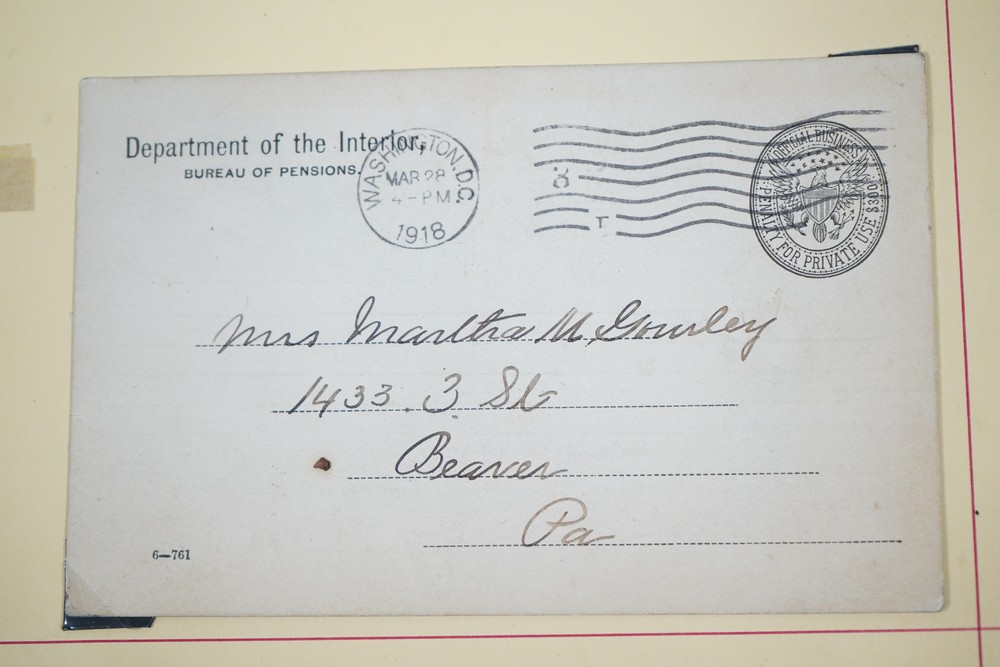 Department of the Interior,
BUREAU OF PENSIONS.
WASHINGTON, D.C.
MAR 28
4-PM
1918
8
T
OFFICIAL BUSINESS
PENALTY FOR PRIVATE USE $300
Mrs Martha M Gourley
1433. 3 St
Beaver
Pa
6—761